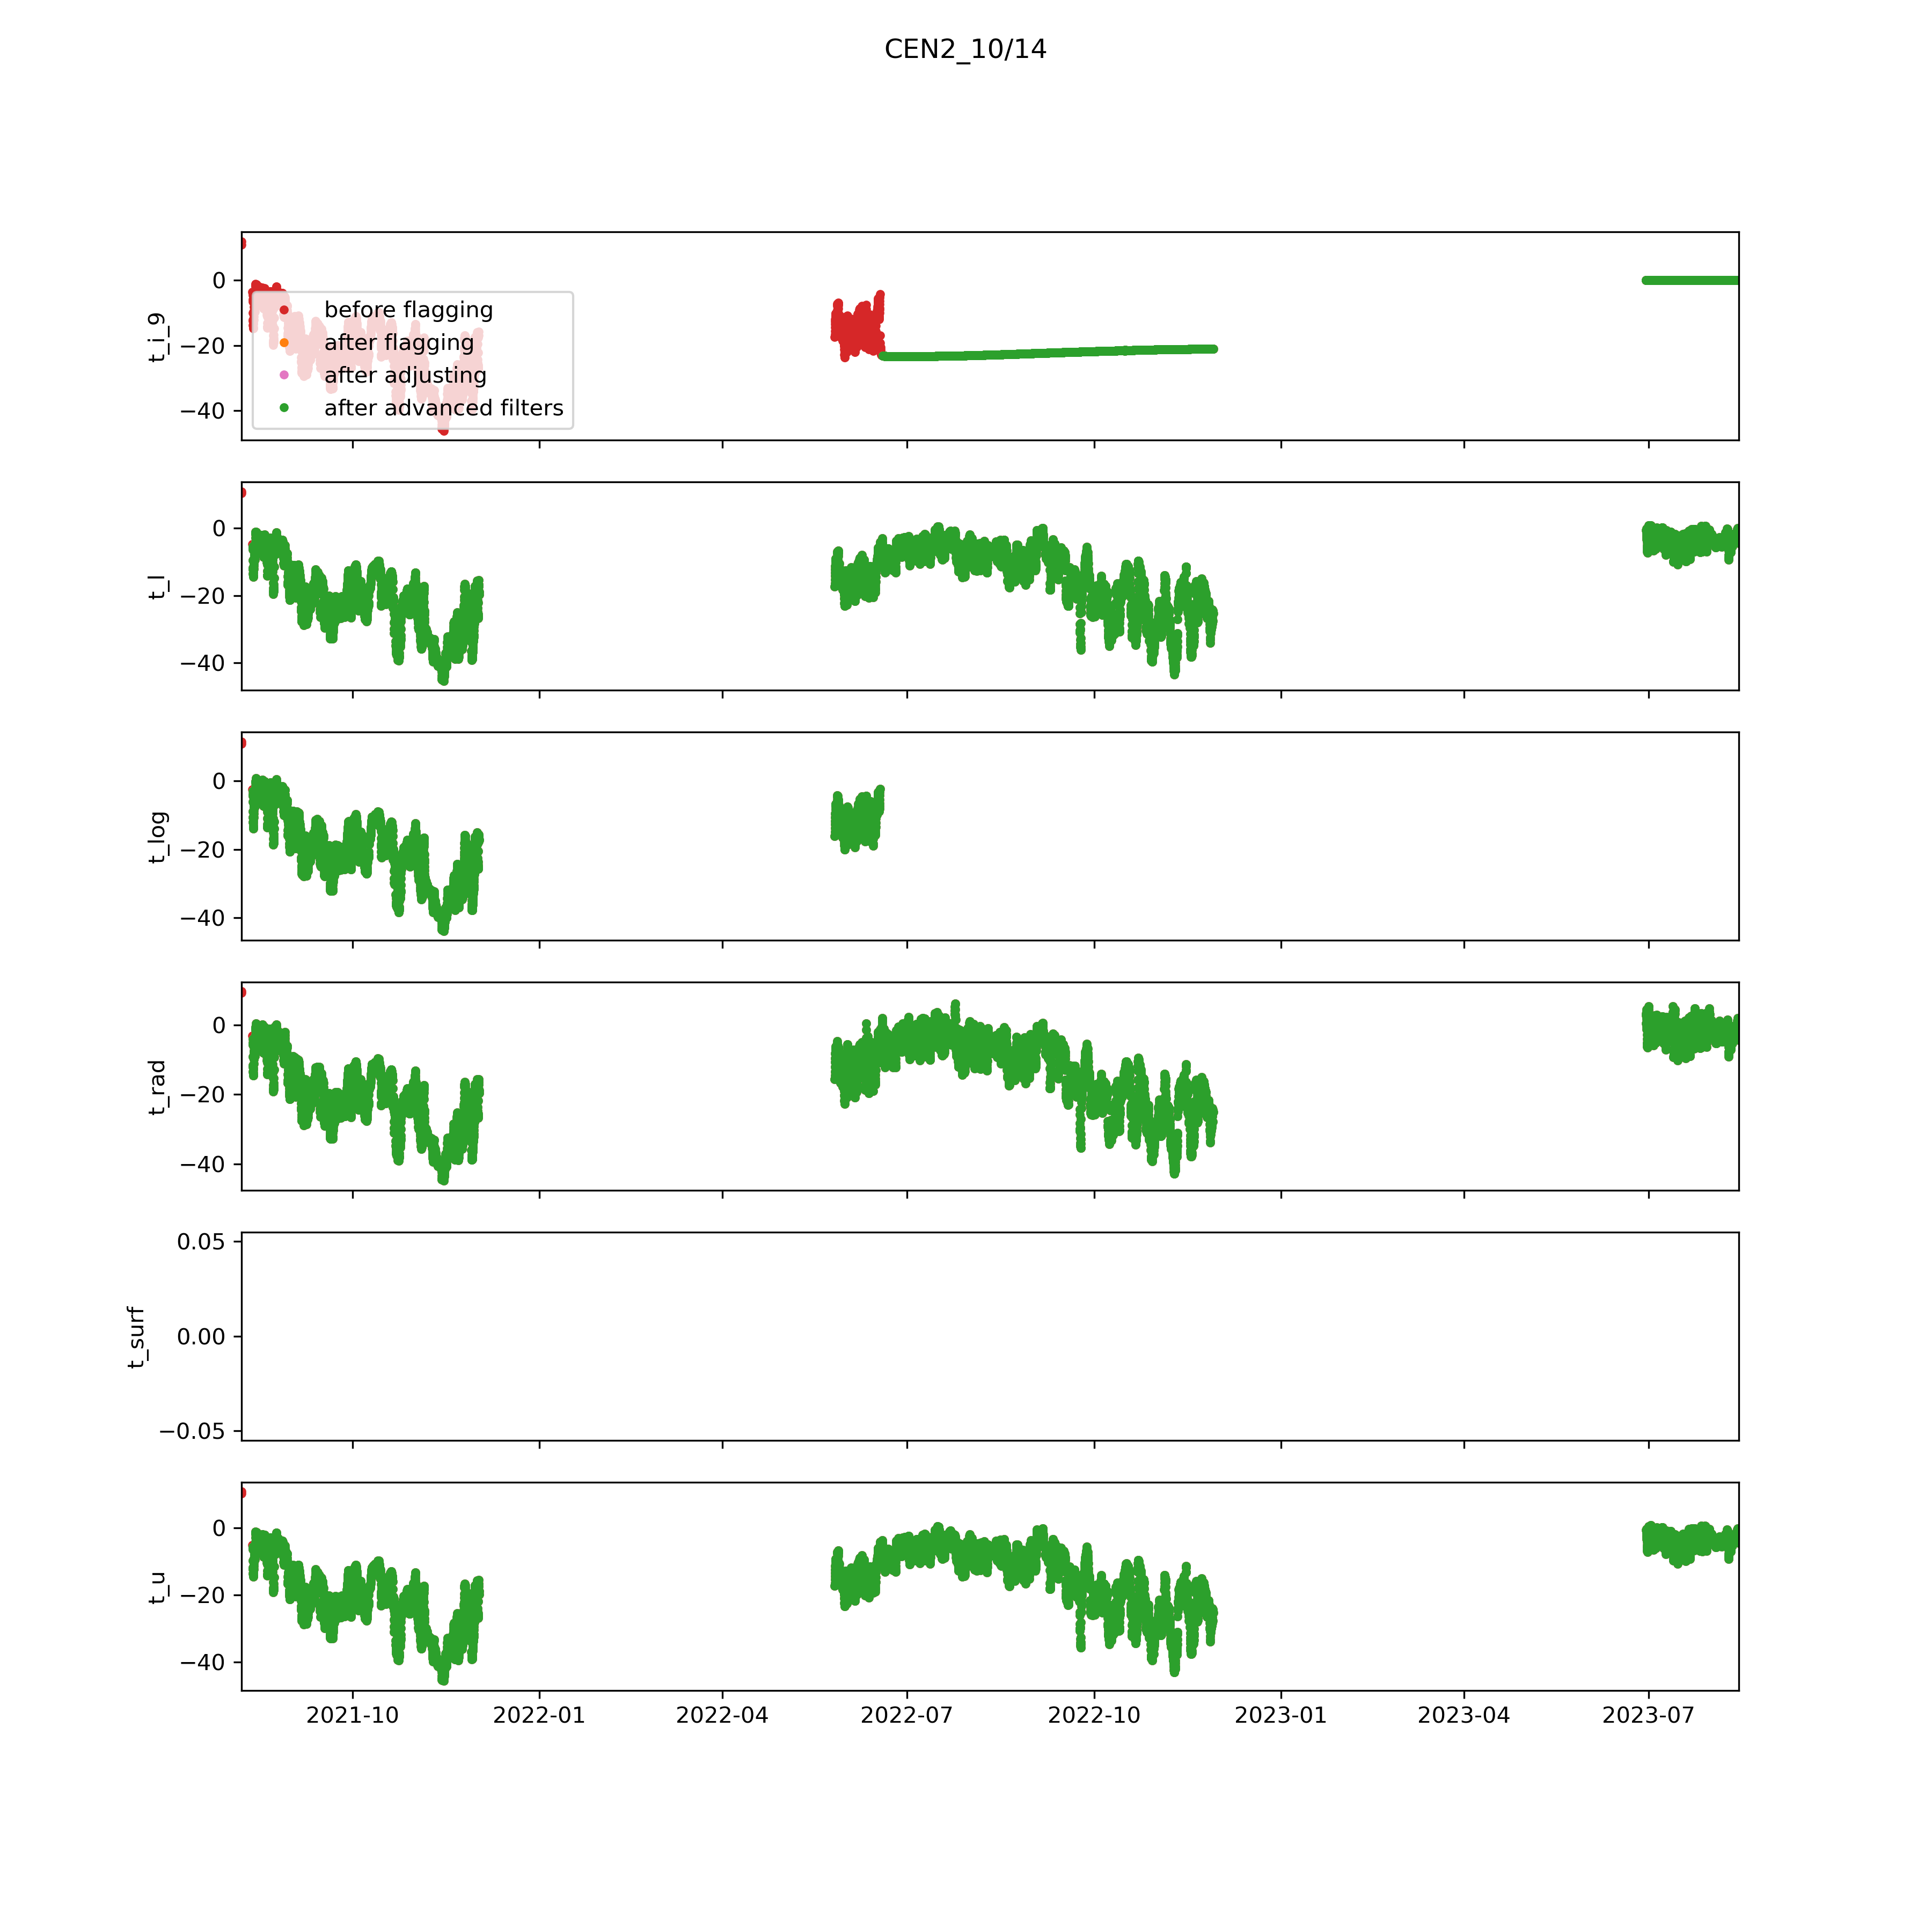 CEN2_10/14
t_i_9
0
−20
−40
before flagging
after flagging
after adjusting
after advanced filters
t_l
0
−20
−40
t_log
0
−20
−40
t_rad
0
−20
−40
t_surf
0.05
0.00
−0.05
t_u
0
−20
−40
2021-10
2022-01
2022-04
2022-07
2022-10
2023-01
2023-04
2023-07